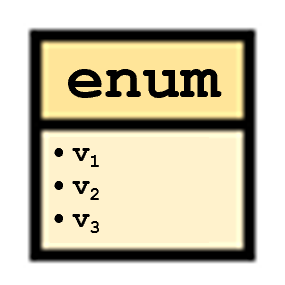 enum
• v₁
• v₂
• v₃